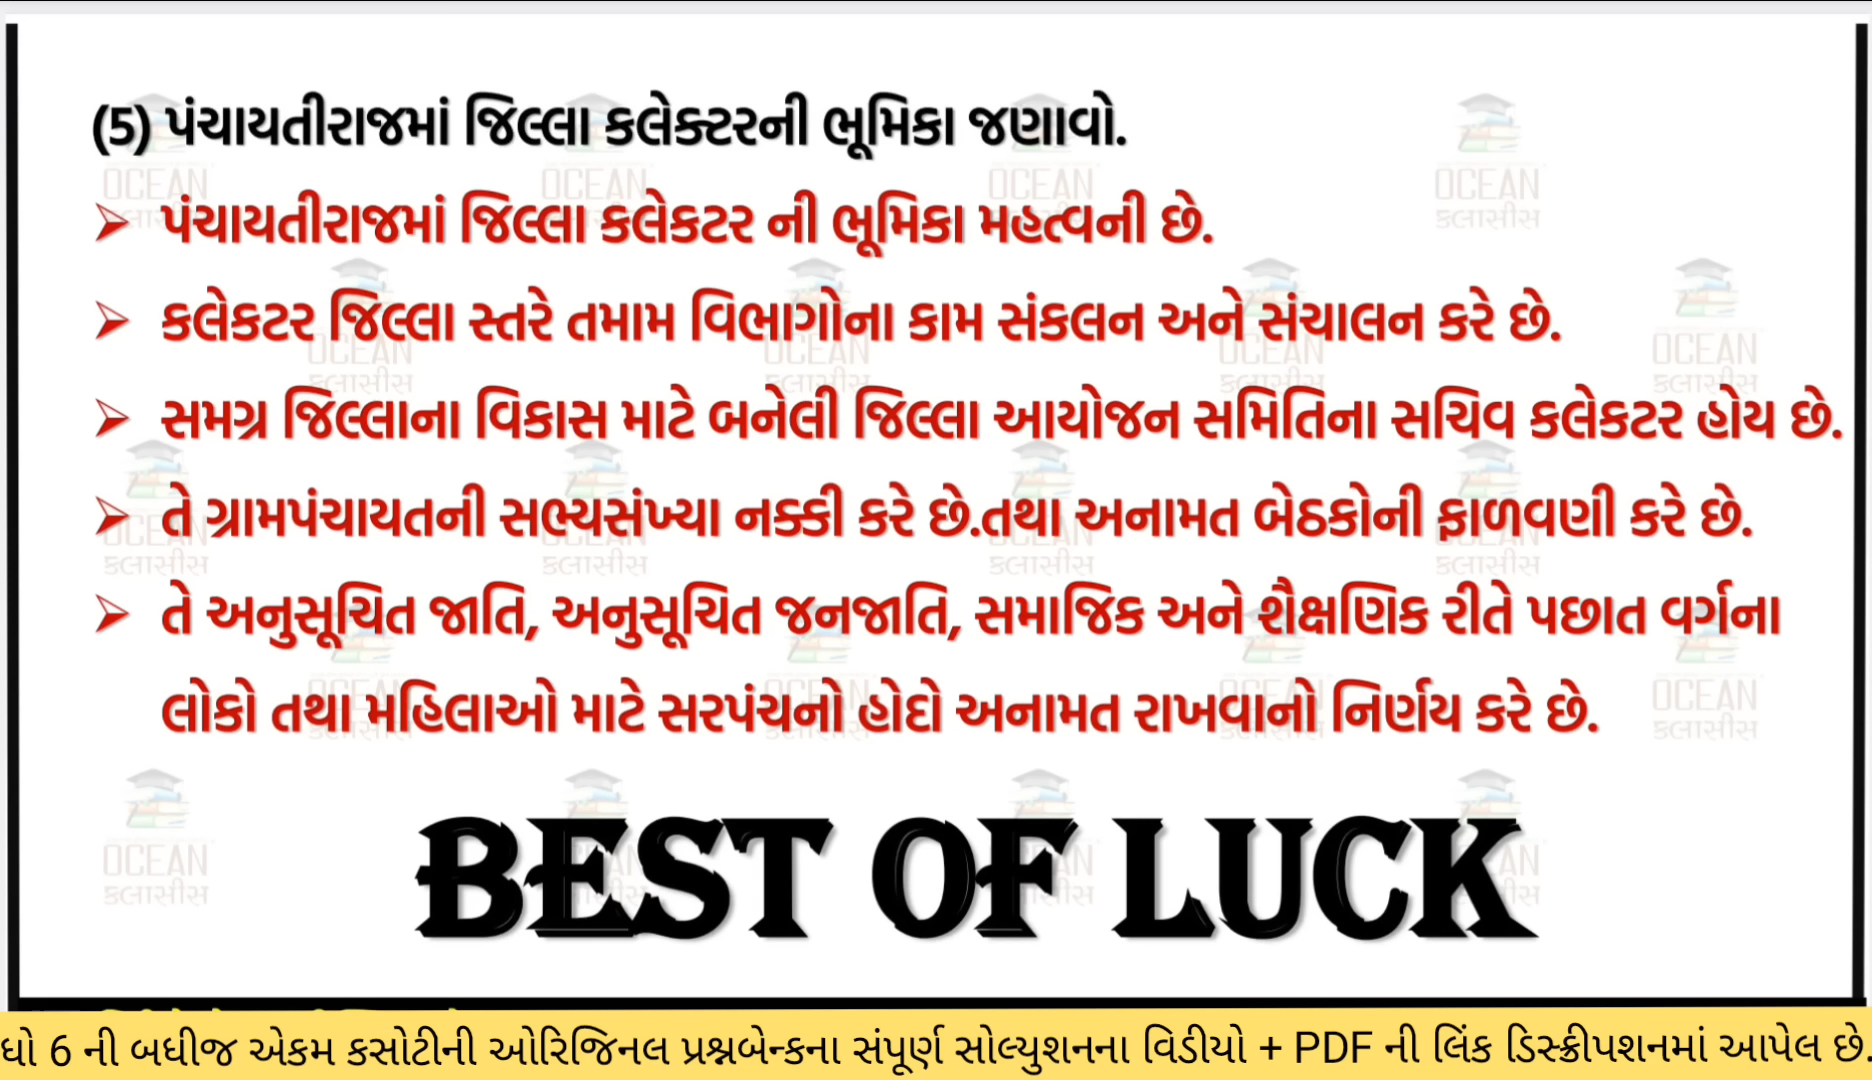 (5) પંચાયતીરાજમાં જિલ્લા કલેક્ટરની ભૂમિકા જણાવો.
➢ પંચાયતીરાજમાં જિલ્લા કલેકટર ની ભૂમિકા મહત્વની છે.
➢ કલેકટર જિલ્લા સ્તરે તમામ વિભાગોના કામ સંકલન અને સંચાલન કરે છે.
➢ સમગ્ર જિલ્લાના વિકાસ માટે બનેલી જિલ્લા આયોજન સમિતિના સચિવ કલેકટર હોય છે.
➢ તે ગ્રામપંચાયતની સભ્યસંખ્યા નક્કી કરે છે.તથા અનામત બેઠકોની ફાળવણી કરે છે.
➢ તે અનુસૂચિત જાતિ, અનુસૂચિત જનજાતિ, સમાજિક અને શૈક્ષણિક રીતે પછાત વર્ગના
લોકો તથા મહિલાઓ માટે સરપંચનો હોદો અનામત રાખવાનો નિર્ણય કરે છે.
BEST OF LUCK
OCEAN
ક્લાસીસ
ધો 6 ની બધીજ એકમ કસોટીની ઓરિજિનલ પ્રશ્નબેન્કના સંપૂર્ણ સોલ્યુશનના વિડીયો + PDF ની લિંક ડિસ્ક્રીપશનમાં આપેલ છે.